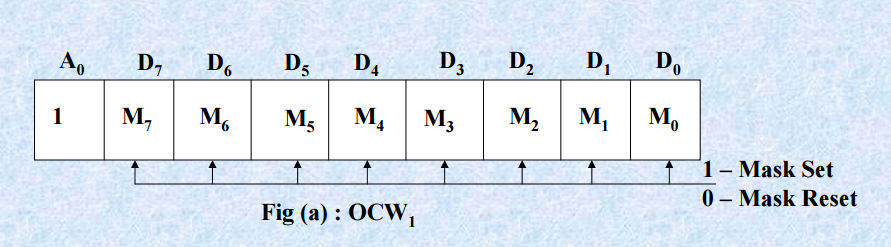 A₀ D₇ D₆ D₅ D₄ D₃ D₂ D₁ D₀
1 M₇ M₆ M₅ M₄ M₃ M₂ M₁ M₀
1 – Mask Set
0 – Mask Reset
Fig (a) : OCW₁